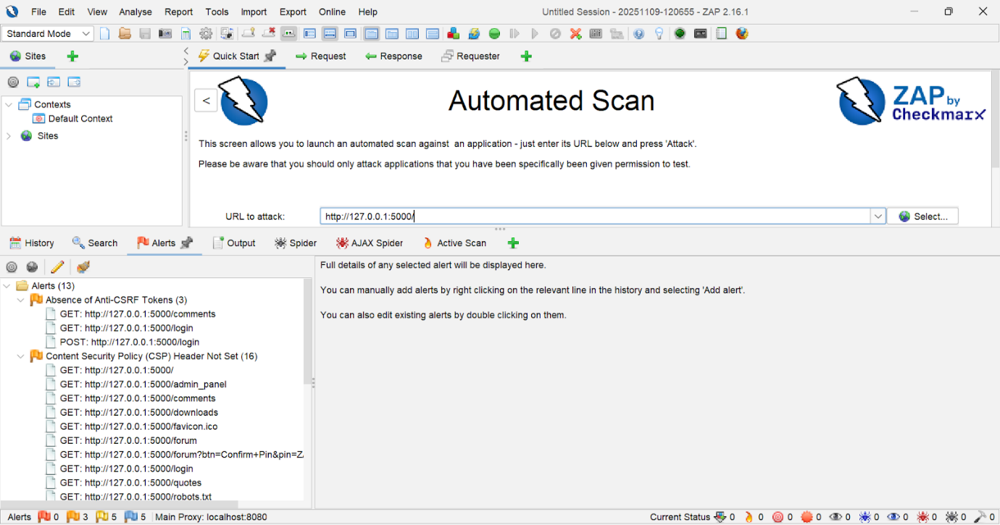 File Edit View Analyse Report Tools Import Export Online Help Untitled Session - 20251109-120655 - ZAP 2.16.1
Standard Mode
Sites Quick Start Request Response Requester
<
Automated Scan
ZAP by
Checkmarx
Contexts
Default Context
Sites
This screen allows you to launch an automated scan against  an application - just enter its URL below and press 'Attack'.
Please be aware that you should only attack applications that you have been specifically been given permission to test.
URL to attack: http://127.0.0.1:5000/ Select...
History Search Alerts Output Spider AJAX Spider Active Scan
Full details of any selected alert will be displayed here.
You can manually add alerts by right clicking on the relevant line in the history and selecting 'Add alert'.
You can also edit existing alerts by double clicking on them.
Alerts (13)
Absence of Anti-CSRF Tokens (3)
GET: http://127.0.0.1:5000/comments
GET: http://127.0.0.1:5000/login
POST: http://127.0.0.1:5000/login
Content Security Policy (CSP) Header Not Set (16)
GET: http://127.0.0.1:5000/
GET: http://127.0.0.1:5000/admin_panel
GET: http://127.0.0.1:5000/comments
GET: http://127.0.0.1:5000/downloads
GET: http://127.0.0.1:5000/favicon.ico
GET: http://127.0.0.1:5000/forum
GET: http://127.0.0.1:5000/forum?btn=Confirm+Pin&pin=Z
GET: http://127.0.0.1:5000/login
GET: http://127.0.0.1:5000/quotes
GET: http://127.0.0.1:5000/robots.txt
Alerts 0 3 5 5 Main Proxy: localhost:8080 Current Status 0 0 0 0 0 0 0 0 0 0